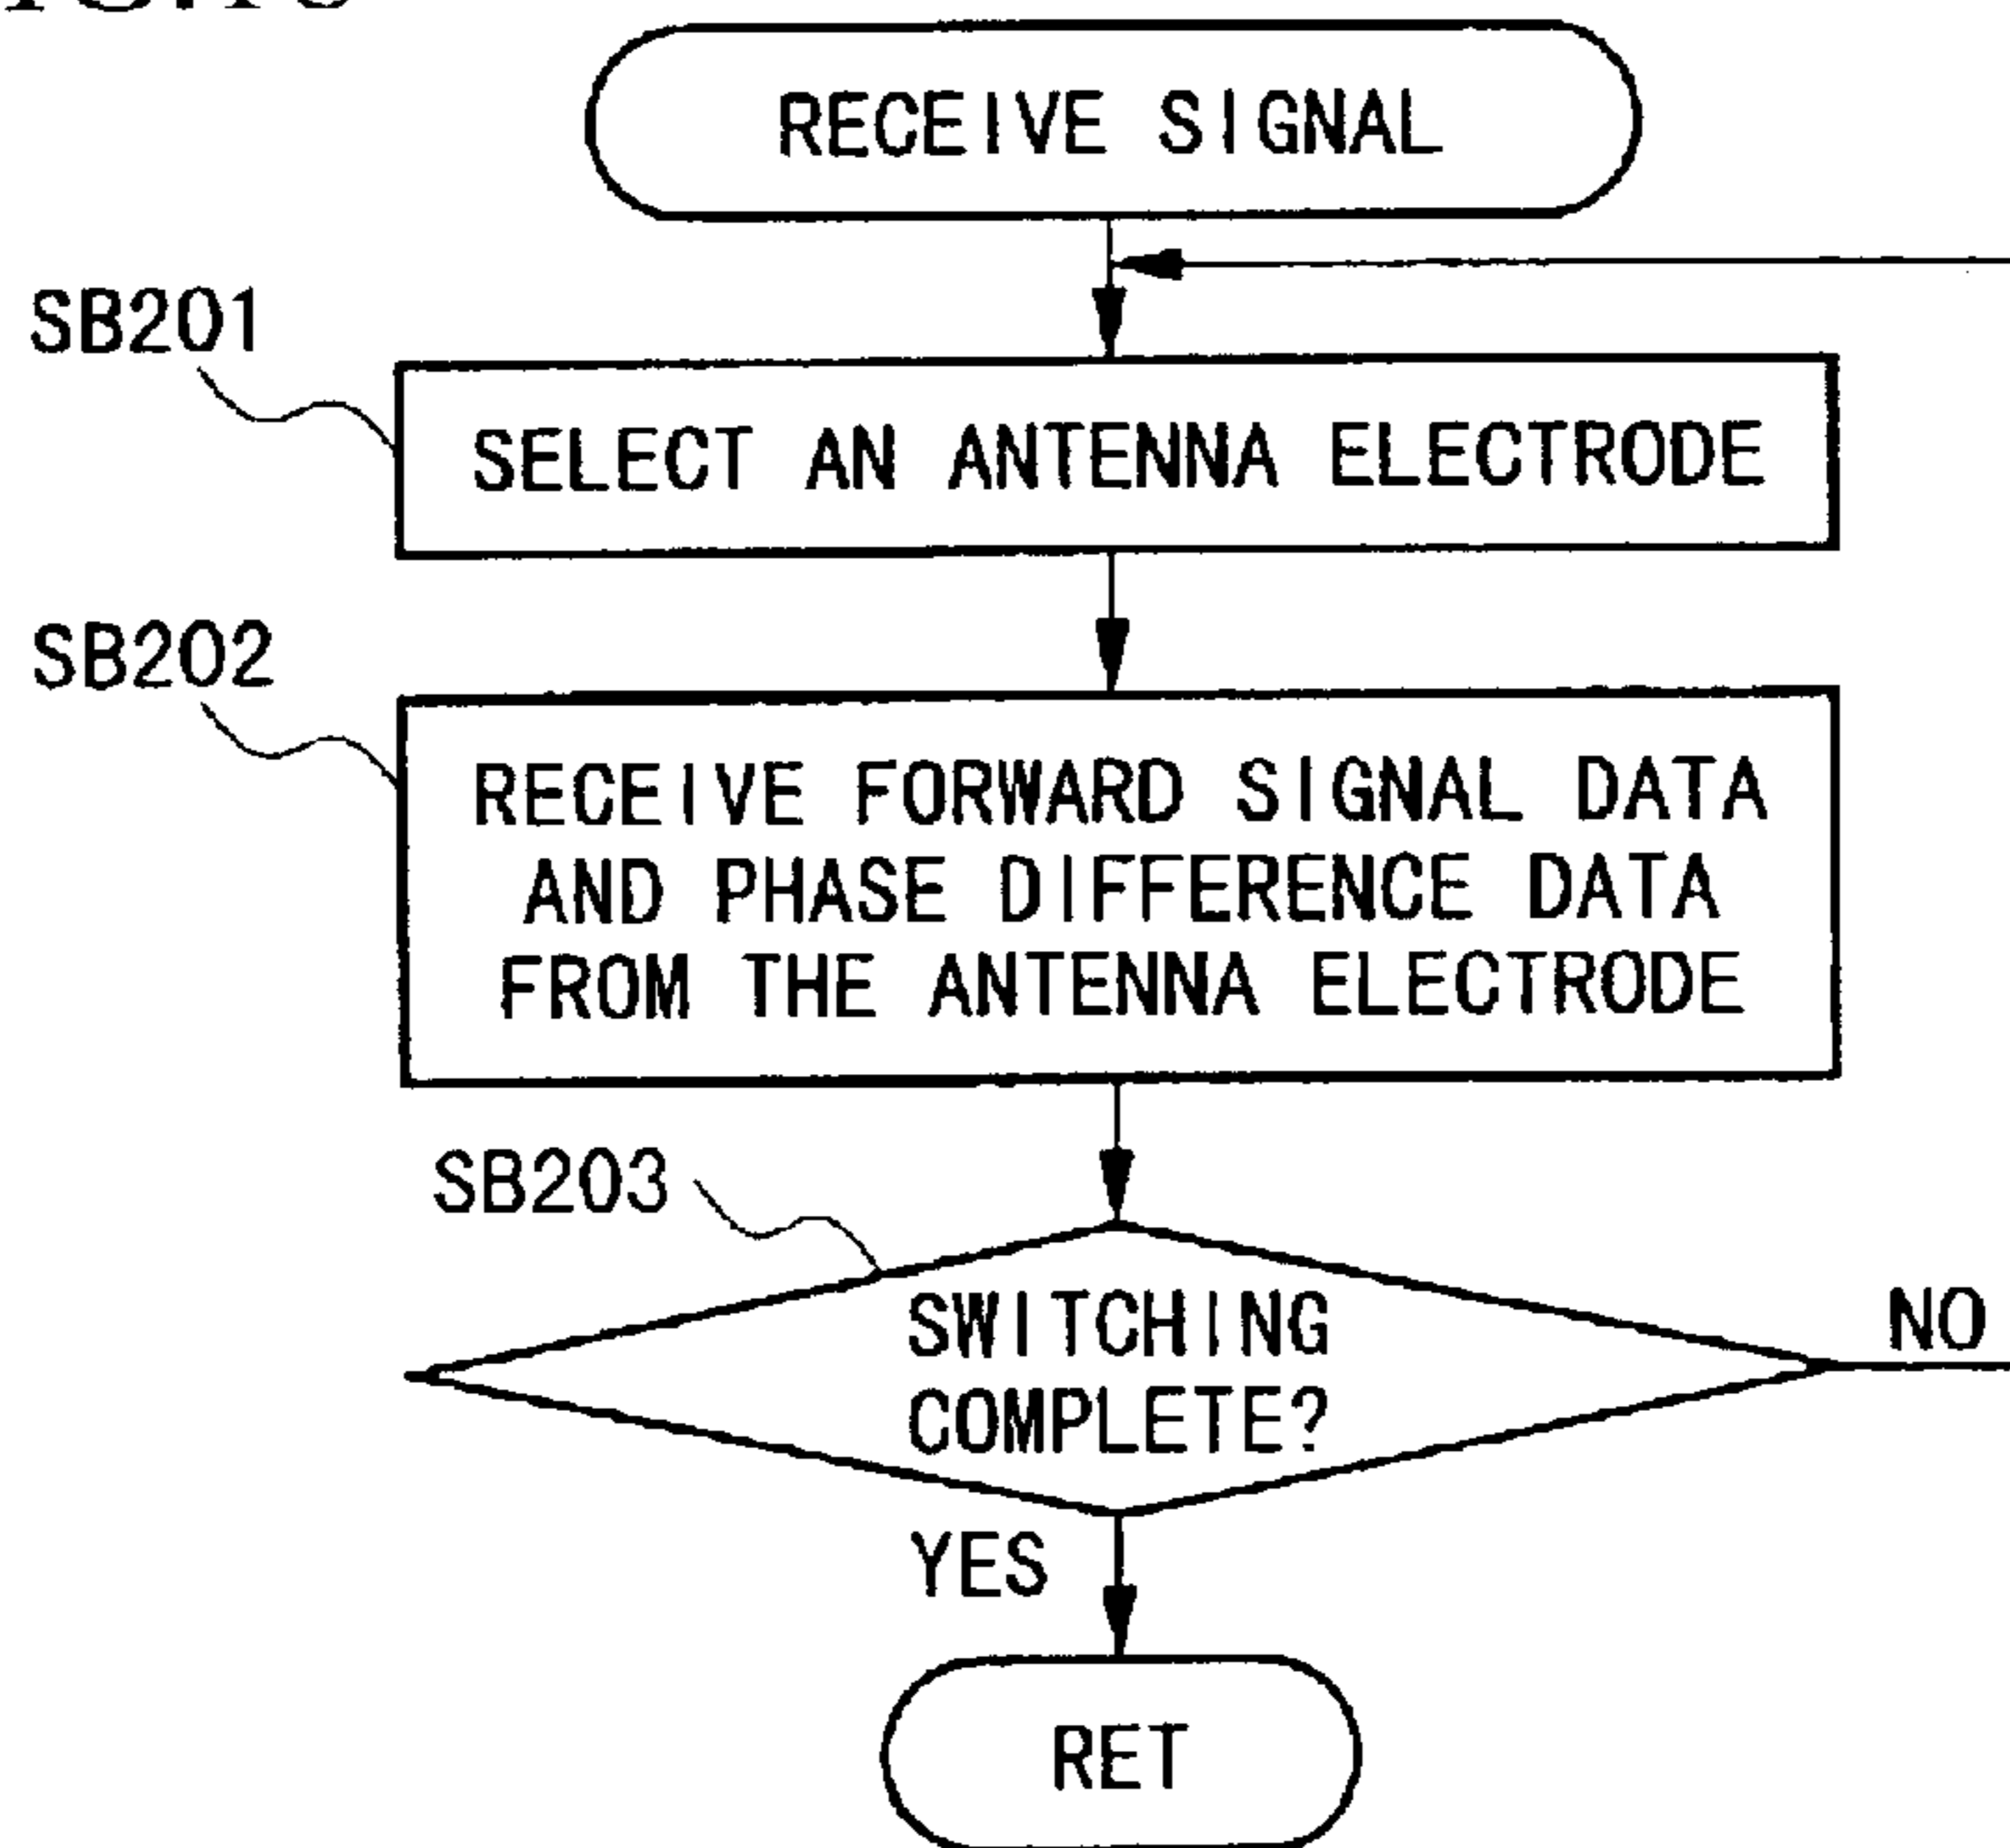 RECEIVE SIGNAL
SB201
SELECT AN ANTENNA ELECTRODE
SB202
RECEIVE FORWARD SIGNAL DATA
AND PHASE DIFFERENCE DATA
FROM THE ANTENNA ELECTRODE
SB203
SWITCHING
COMPLETE?
NO
YES
RET